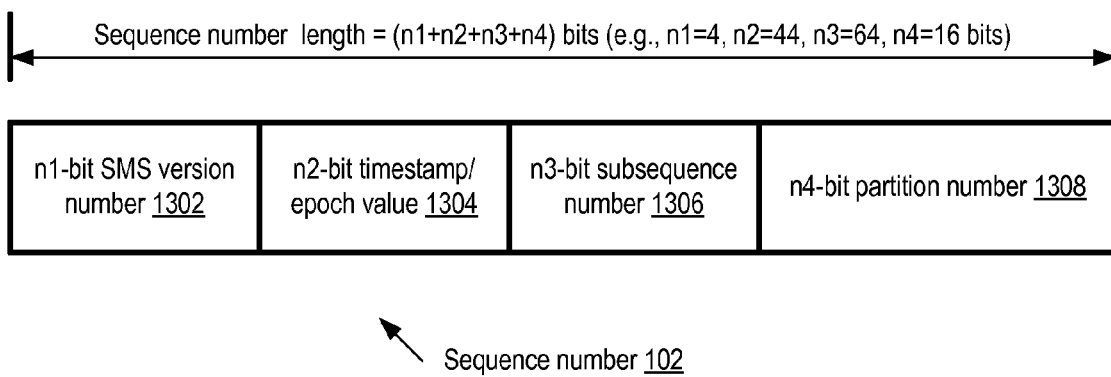 Sequence number length = (n1+n2+n3+n4) bits (e.g., n1=4, n2=44, n3=64, n4=16 bits)
n1-bit SMS version
number 1302
n2-bit timestamp/
epoch value 1304
n3-bit subsequence
number 1306
n4-bit partition number 1308
Sequence number 102